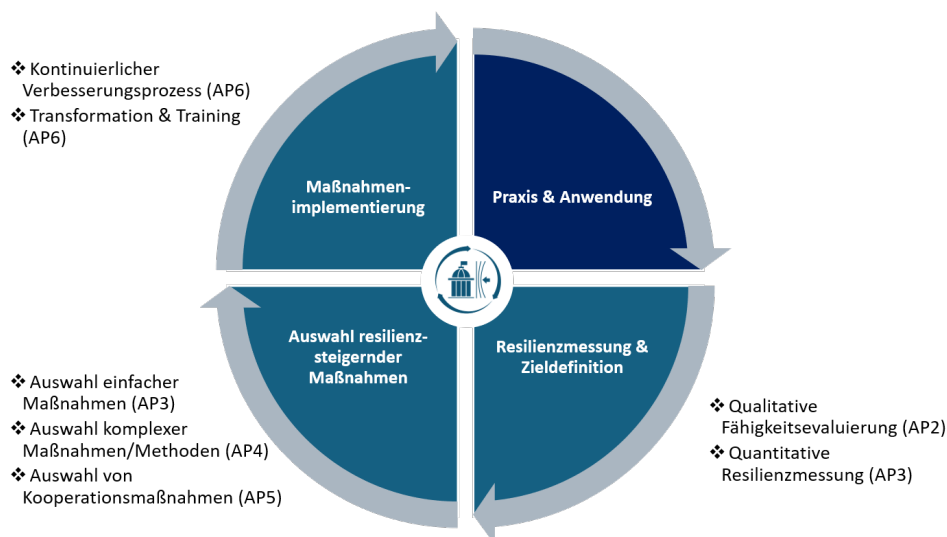 ❖ Kontinuierlicher
Verbesserungsprozess (AP6)
❖ Transformation & Training
(AP6)
Maßnahmen-
implementierung
Praxis & Anwendung
Auswahl resilienz-
steigernder
Maßnahmen
Resilienzmessung &
Zieldefinition
❖ Auswahl einfacher
Maßnahmen (AP3)
❖ Auswahl komplexer
Maßnahmen/Methoden (AP4)
❖ Auswahl von
Kooperationsmaßnahmen (AP5)
❖ Qualitative
Fähigkeitsevaluierung (AP2)
❖ Quantitative
Resilienzmessung (AP3)